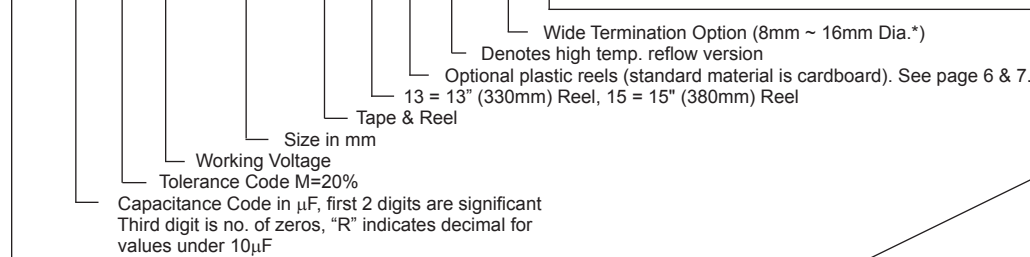 Wide Termination Option (8mm ~ 16mm Dia.*)
Denotes high temp. reflow version
Optional plastic reels (standard material is cardboard). See page 6 & 7.
13 = 13” (330mm) Reel, 15 = 15" (380mm) Reel
Tape & Reel
Size in mm
Working Voltage
Tolerance Code M=20%
Capacitance Code in μF, first 2 digits are significant
Third digit is no. of zeros, “R” indicates decimal for
values under 10μF